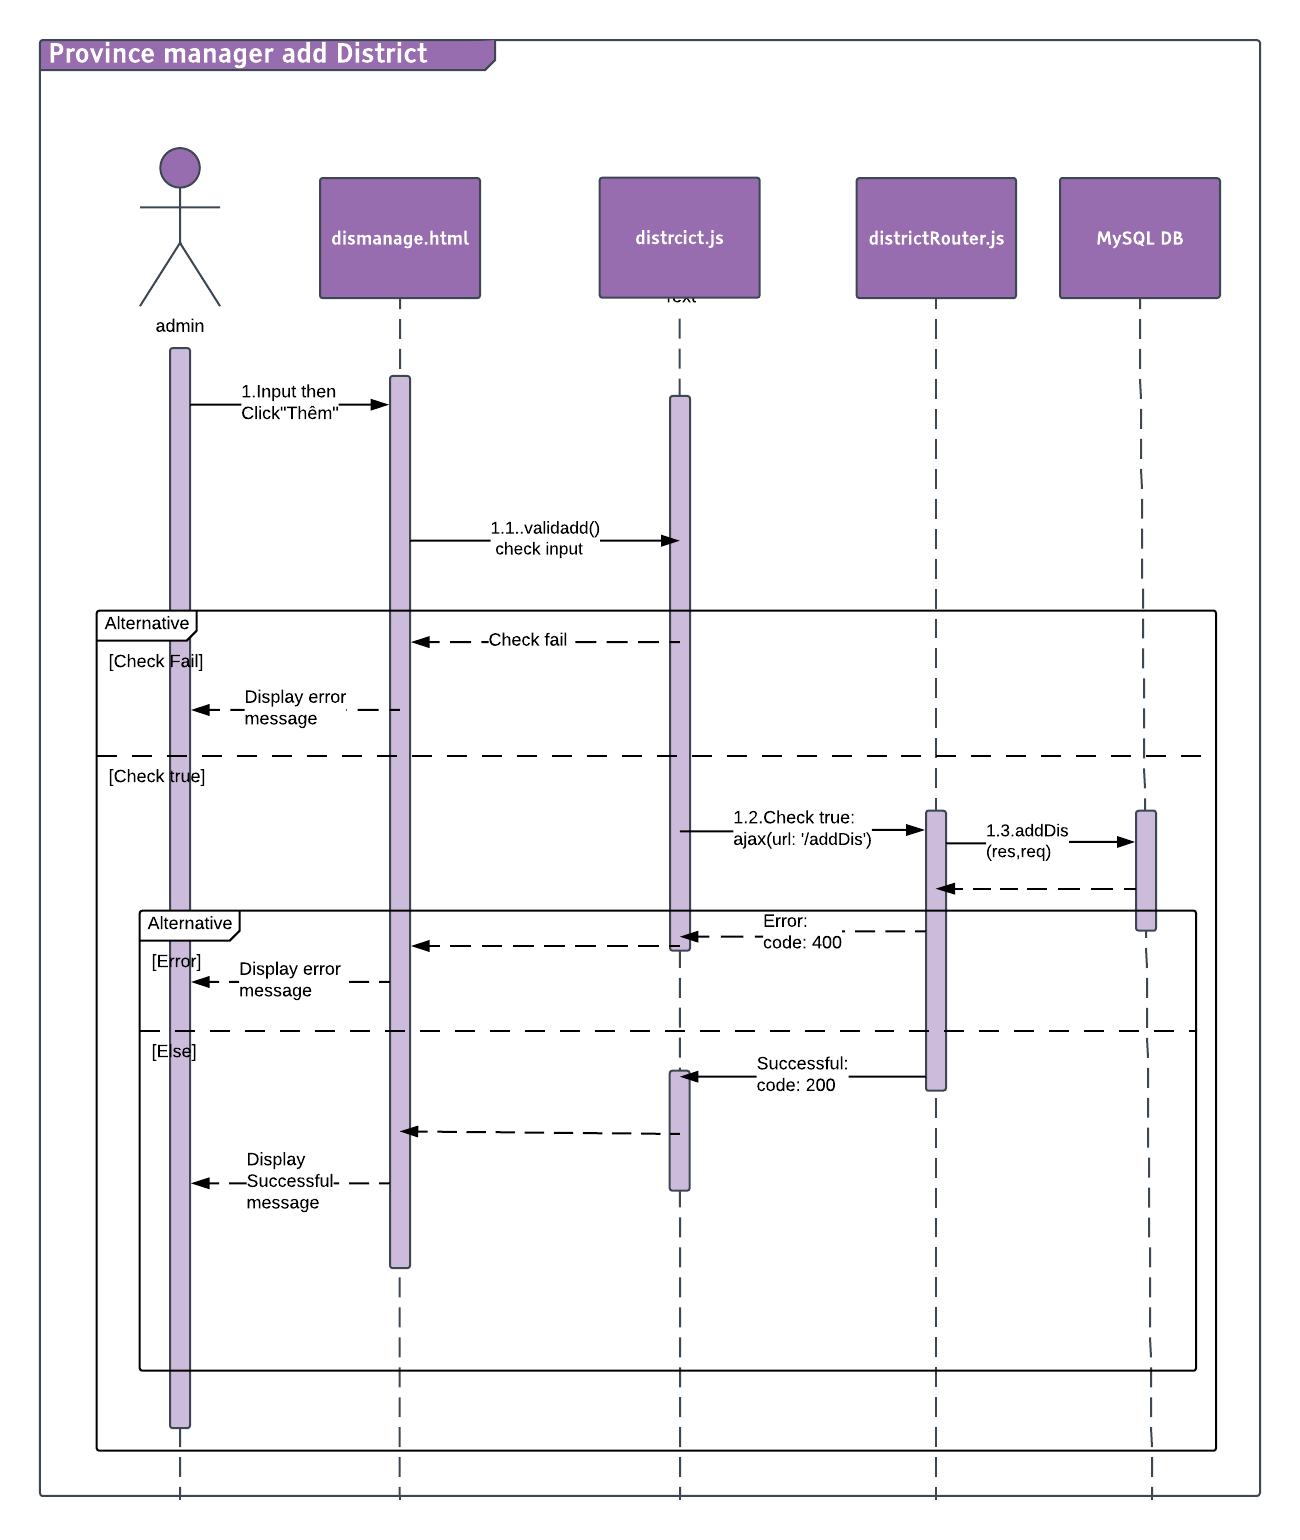 Province manager add District
dismanage.html
distrcict.js
districtRouter.js
MySQL DB
Text
admin
1.Input then
Click"Thêm"
1.1..validadd()
check input
Alternative
Check fail
[Check Fail]
Display error
message
[Check true]
1.2.Check true:
ajax(url: '/addDis')
1.3.addDis
(res,req)
Alternative
Error:
code: 400
[Error]
Display error
message
[Else]
Successful:
code: 200
Display
Successful
message